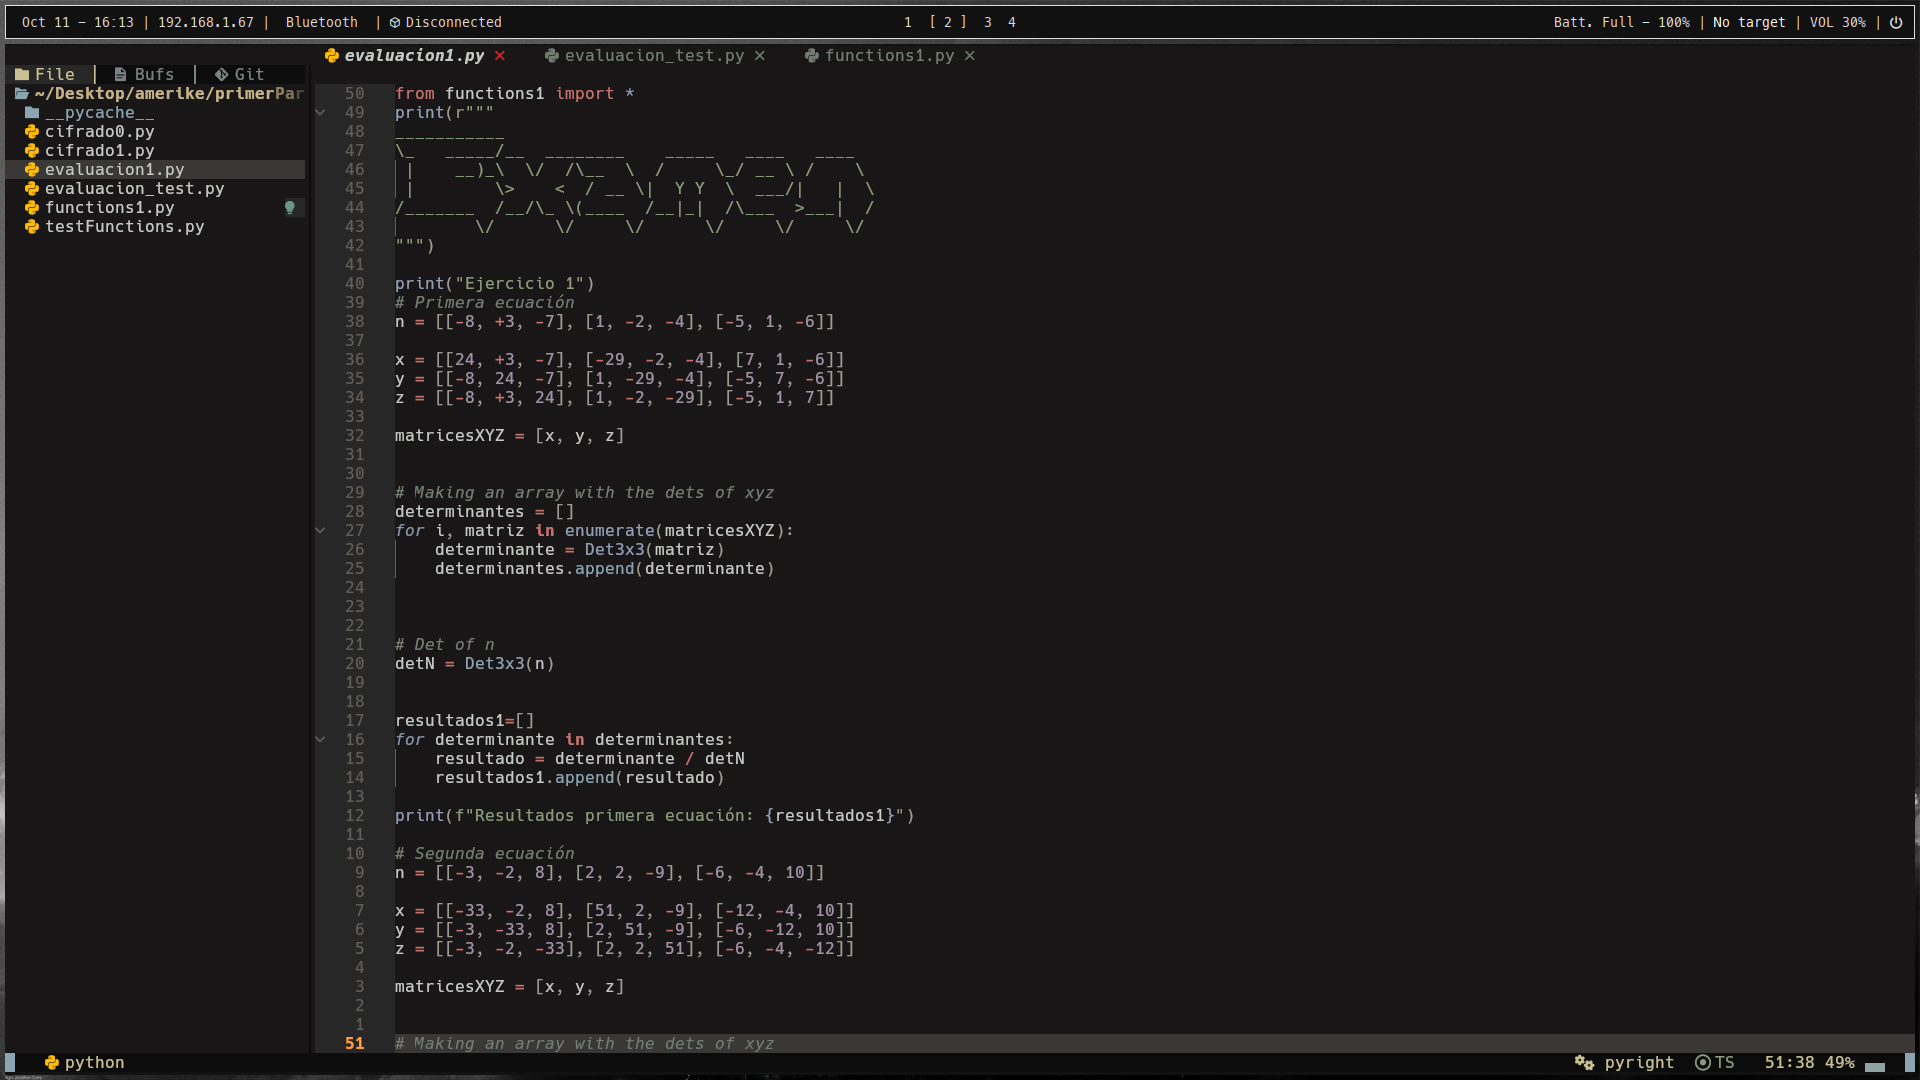 Oct 11 - 16:13 | 192.168.1.67 | Bluetooth | Disconnected
1 [ 2 ] 3 4
Batt. Full - 100% | No target | VOL 30% |
evaluacion1.py × evaluacion_test.py × functions1.py ×
File | Bufs | Git
~/Desktop/amerike/primerPar
__pycache__
cifrado0.py
cifrado1.py
evaluacion1.py
evaluacion_test.py
functions1.py
testFunctions.py
50 from functions1 import *
49 print(r"""
48 ___________
47 \_   _____/__  ________    _____   ____   ____
46  |    __)_\  \/  /\__  \  /     \_/ __ \ /    \
45  |        \>    <  / __ \|  Y Y  \  ___/|   |  \
44 /_______  /__/\_ \(____  /__|_|  /\___  >___|  /
43         \/      \/     \/      \/     \/     \/
42 """)
41
40 print("Ejercicio 1")
39 # Primera ecuación
38 n = [[-8, +3, -7], [1, -2, -4], [-5, 1, -6]]
37
36 x = [[24, +3, -7], [-29, -2, -4], [7, 1, -6]]
35 y = [[-8, 24, -7], [1, -29, -4], [-5, 7, -6]]
34 z = [[-8, +3, 24], [1, -2, -29], [-5, 1, 7]]
33
32 matricesXYZ = [x, y, z]
31
30
29 # Making an array with the dets of xyz
28 determinantes = []
27 for i, matriz in enumerate(matricesXYZ):
26     determinante = Det3x3(matriz)
25     determinantes.append(determinante)
24
23
22
21 # Det of n
20 detN = Det3x3(n)
19
18
17 resultados1=[]
16 for determinante in determinantes:
15     resultado = determinante / detN
14     resultados1.append(resultado)
13
12 print(f"Resultados primera ecuación: {resultados1}")
11
10 # Segunda ecuación
9 n = [[-3, -2, 8], [2, 2, -9], [-6, -4, 10]]
8
7 x = [[-33, -2, 8], [51, 2, -9], [-12, -4, 10]]
6 y = [[-3, -33, 8], [2, 51, -9], [-6, -12, 10]]
5 z = [[-3, -2, -33], [2, 2, 51], [-6, -4, -12]]
4
3 matricesXYZ = [x, y, z]
2
1
51 # Making an array with the dets of xyz
python
pyright TS 51:38 49%